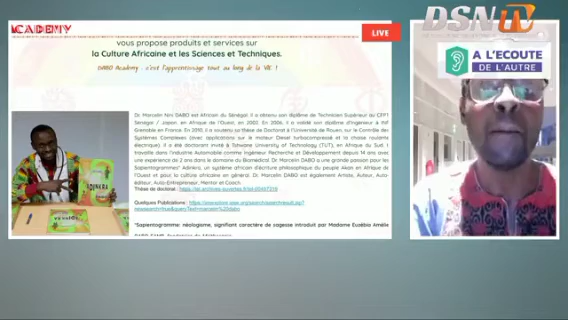 ACADEMY
DSN TV
LIVE
vous propose produits et services sur
la Culture Africaine et les Sciences et Techniques.
DABO Academy : c'est l'apprentissage tout au long de la VIE !
A L'ECOUTE
DE L'AUTRE
Dr. Marcelin Nini DABO est Africain du Sénégal. Il a obtenu son diplôme de Technicien Supérieur au
Sénégal / Japon, en Afrique de l'Ouest, en 2002. En 2006, il a validé son diplôme d'Ingénieur à
Grenoble en France. En 2010, il a soutenu sa thèse de Doctorat à l'Université de Rouen, sur le Contrôle des
Systèmes Complexes (avec applications sur le moteur Diesel turbocompressé et la chasse roulante
électrique). Il a été doctorant invité à Tshwane University of Technology (TUT), en Afrique du Sud. Il
travaille dans l'industrie Automobile comme Ingénieur Recherche et Développement depuis 14 ans avec
une expérience de 2 ans dans le domaine du Biomédical. Dr. Marcelin DABO a une grande passion pour les
Sapientogrammes* Adinkra, un système africain d'écriture philosophique du peuple Akan en Afrique de
l'Ouest et pour la culture africaine en général. Dr. Marcelin DABO est également Artiste, Auteur, Auto-
éditeur, Auto-Entrepreneur, Mentor et Coach.
Thèse de doctorat :
Quelques Publications :
*Sapientogramme: néologisme, signifiant caractère de sagesse introduit par Madame Eusébia Amélie
ADINKRA